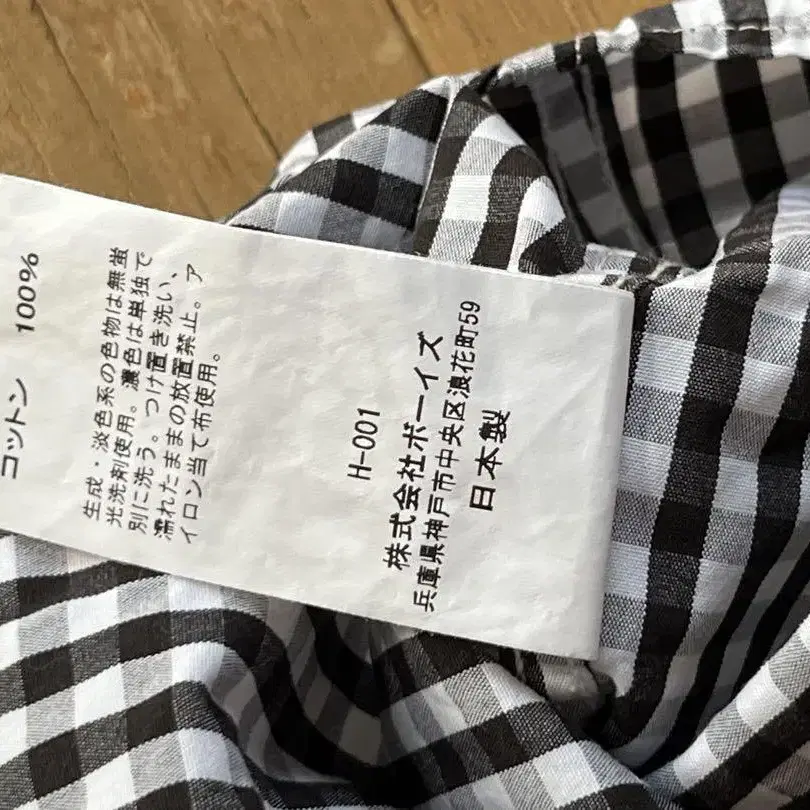 コットン 100%
生成・淡色系の色物は無蛍
光洗剤使用。濃色は単独で
別に洗う。つけ置き洗い、
濡れたままの放置禁止。ア
イロン当て布使用。
H-001
株式会社ボーイズ
兵庫県神戸市中央区浪花町59
日本製